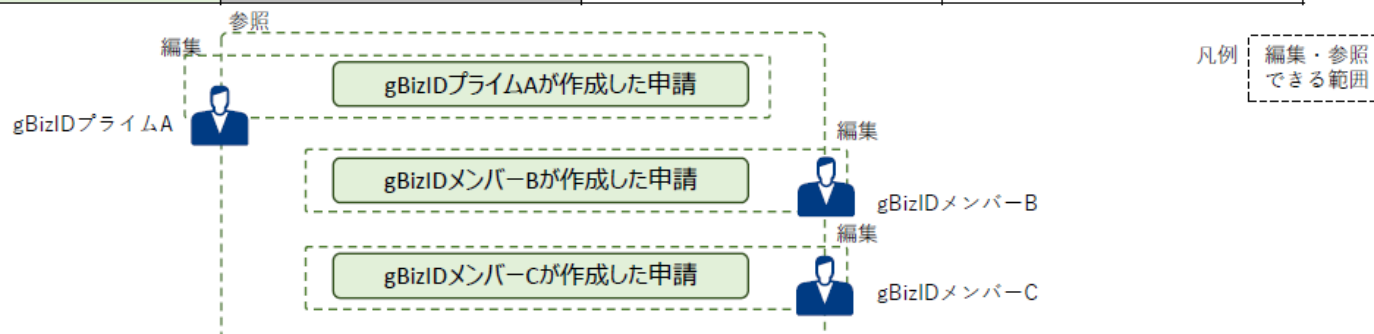 参照
編集
gBizIDプライムAが作成した申請
gBizIDプライムA
凡例
編集・参照
できる範囲
編集
gBizIDメンバーBが作成した申請
gBizIDメンバーB
編集
gBizIDメンバーCが作成した申請
gBizIDメンバーC